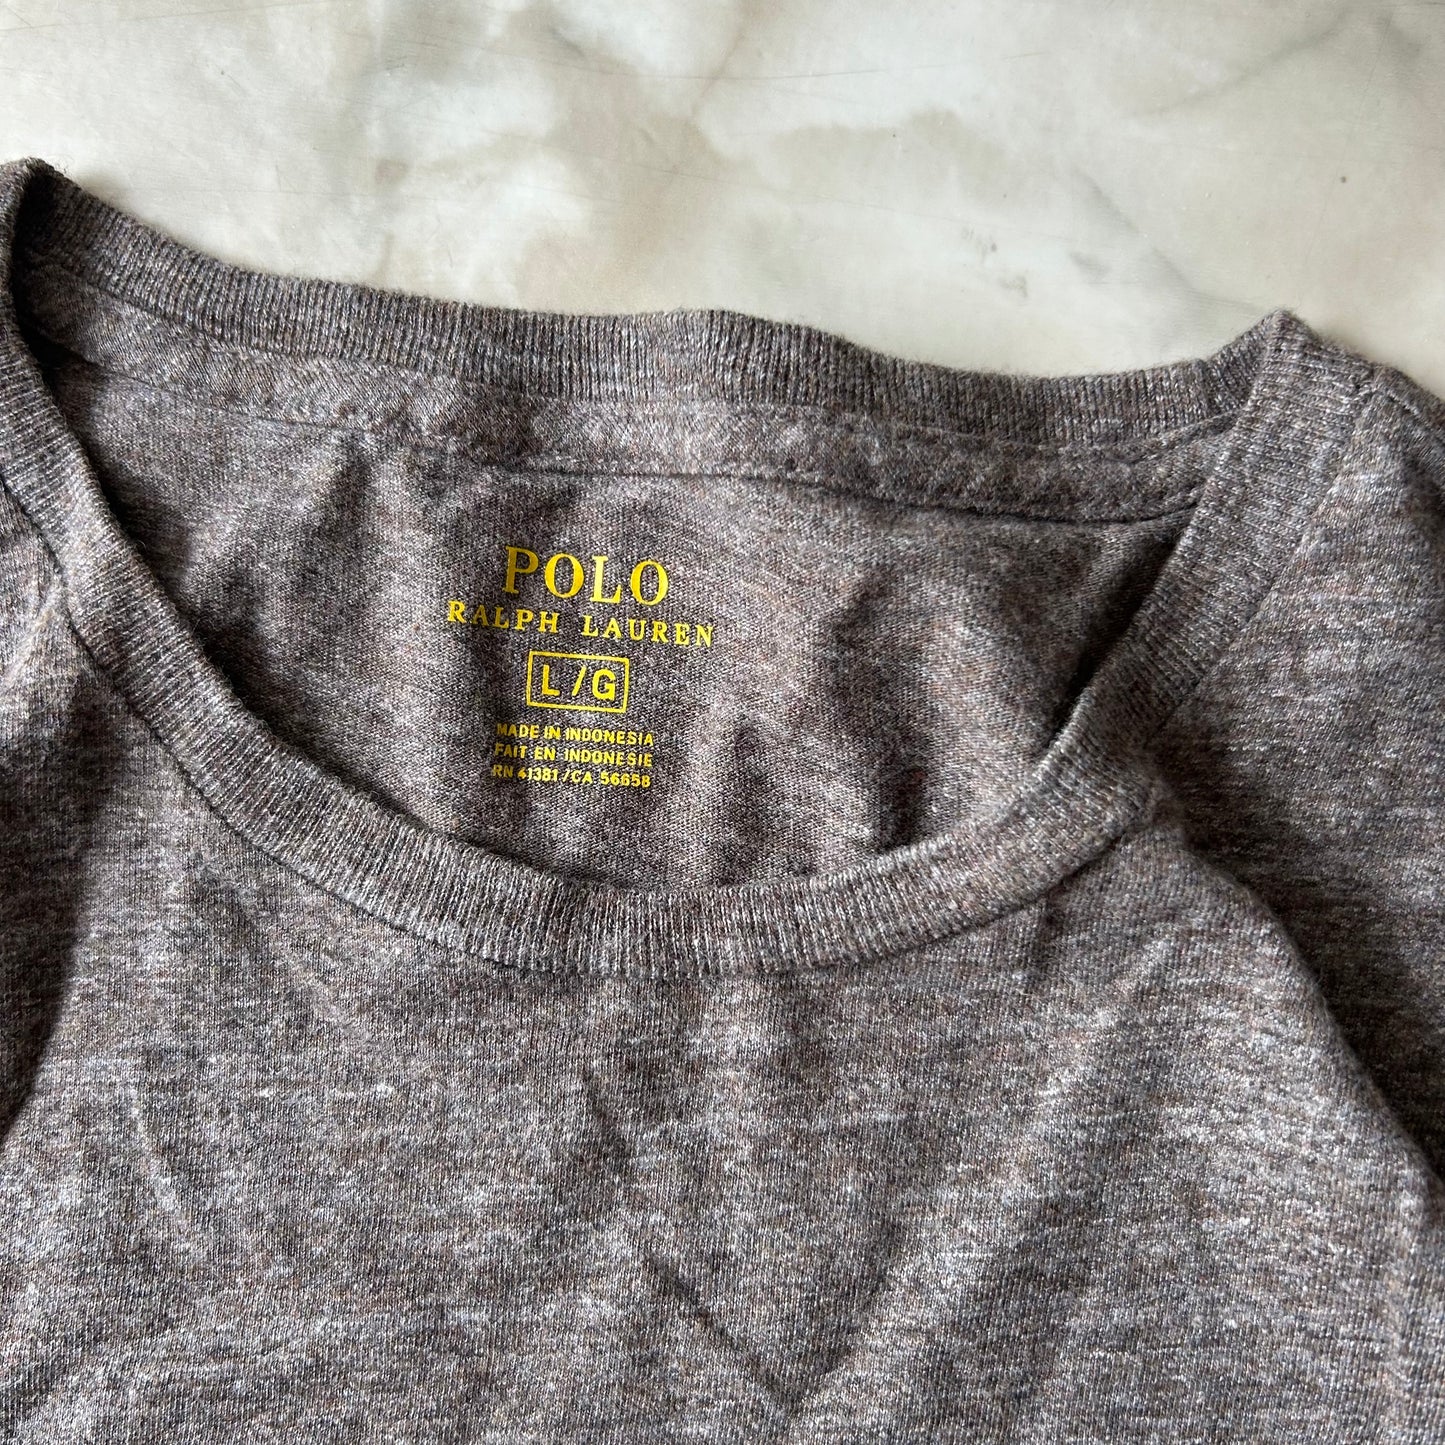 POLO
RALPH LAUREN
L/G
MADE IN INDONESIA
FAIT EN INDONESIE
RN 41381/CA 56658